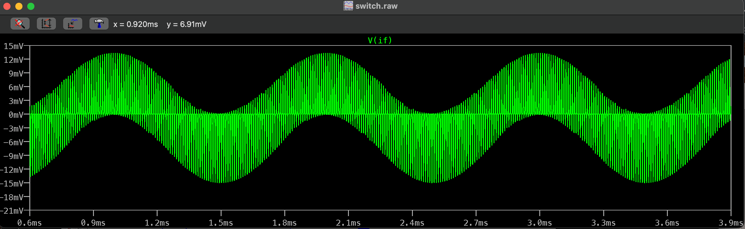 switch.raw
x = 0.920ms y = 6.91mV
V(if)
15mV
12mV
9mV
6mV
3mV
0mV
-3mV
-6mV
-9mV
-12mV
-15mV
-18mV
-21mV
0.6ms 0.9ms 1.2ms 1.5ms 1.8ms 2.1ms 2.4ms 2.7ms 3.0ms 3.3ms 3.6ms 3.9ms